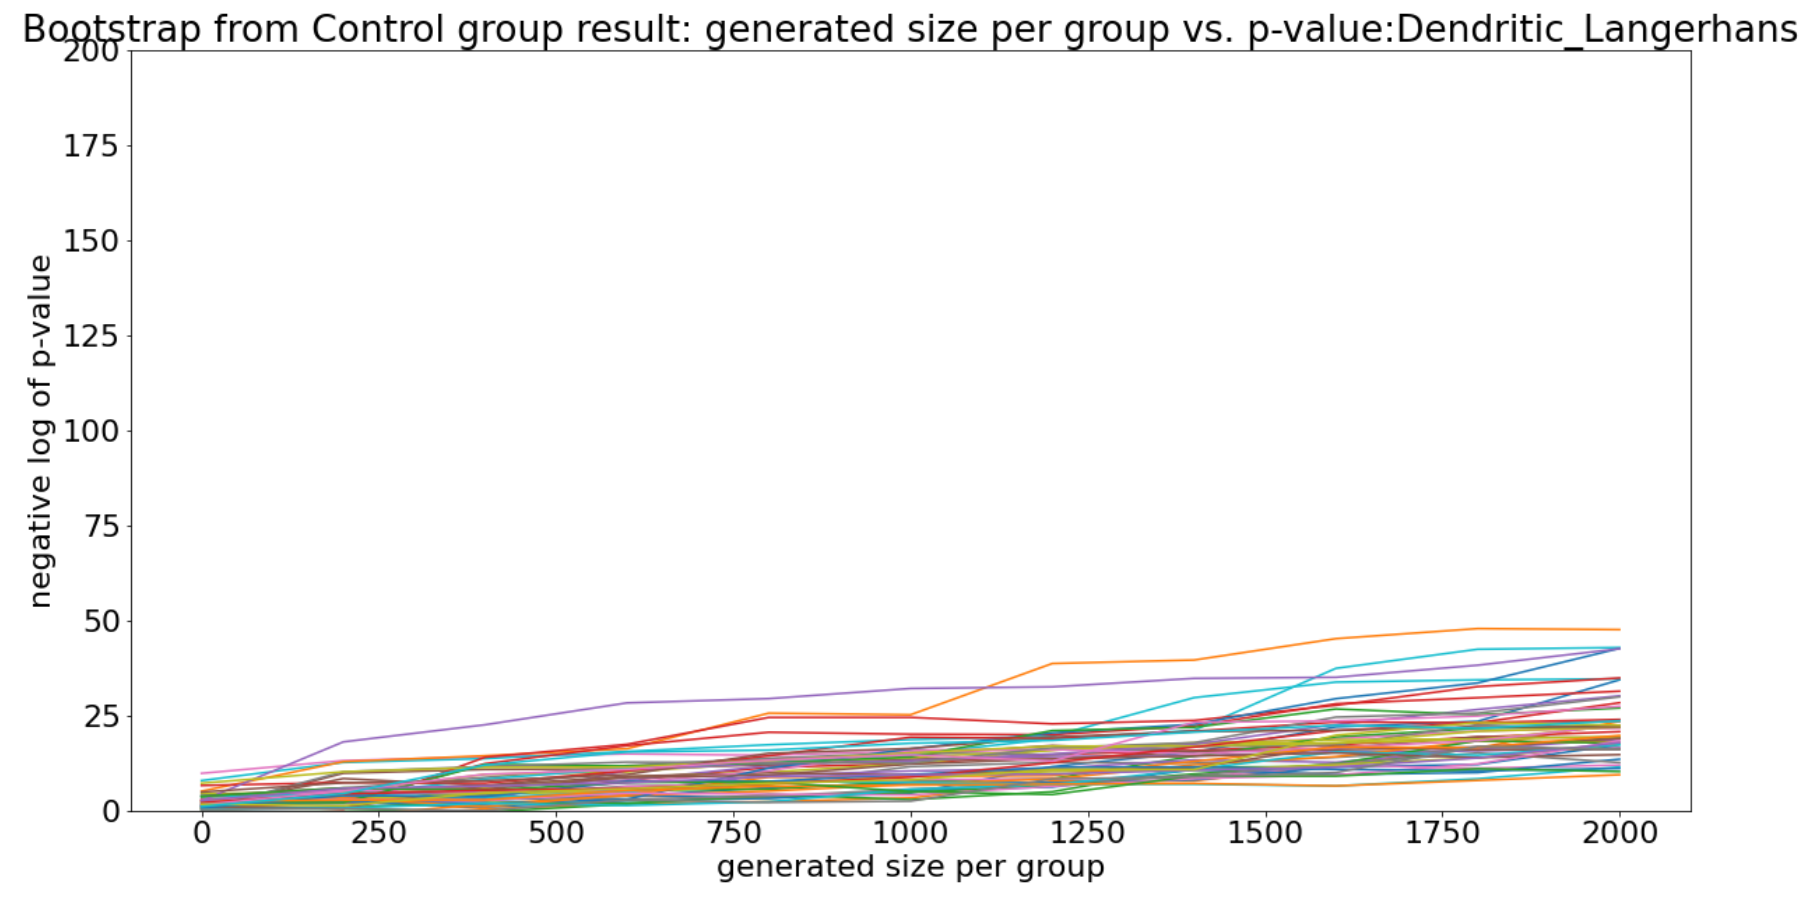 Bootstrap from Control group result: generated size per group vs. p-value:Dendritic_Langerhans
200
175
150
125
100
75
50
25
0
negative log of p-value
0 250 500 750 1000 1250 1500 1750 2000
generated size per group